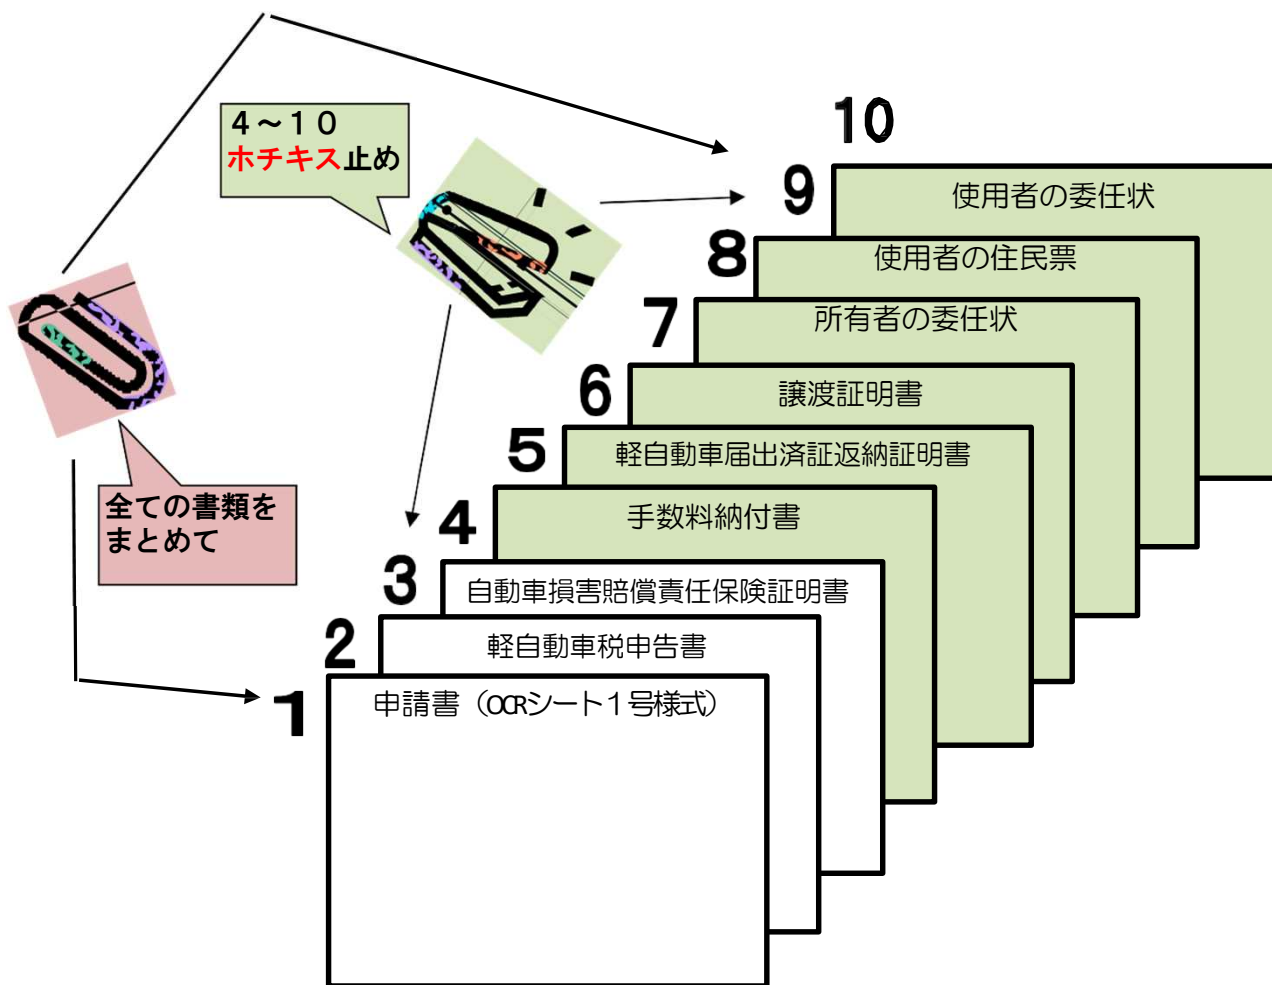 10
4～10
ホチキス止め
9
使用者の委任状
8
使用者の住民票
7
所有者の委任状
6
譲渡証明書
5
軽自動車届出済証返納証明書
全ての書類を
まとめて
4
手数料納付書
3
自動車損害賠償責任保険証明書
2
軽自動車税申告書
1
申請書（OCRシート1号様式）